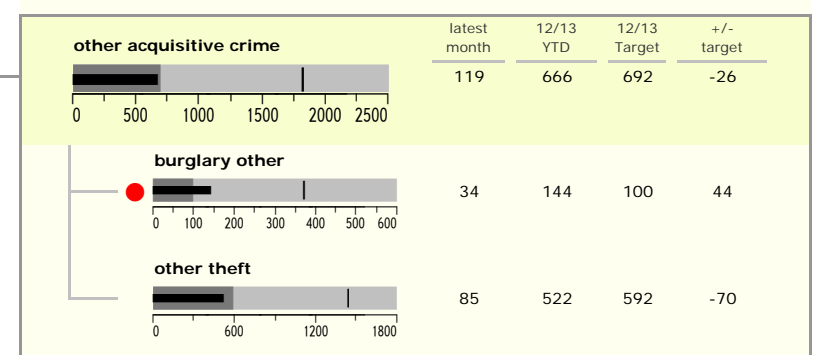 latest 12/13 12/13 +/-
month YTD Target target
other acquisitive crime
119 666 692 -26
0 500 1000 1500 2000 2500
burglary other
34 144 100 44
0 100 200 300 400 500 600
other theft
85 522 592 -70
0 600 1200 1800